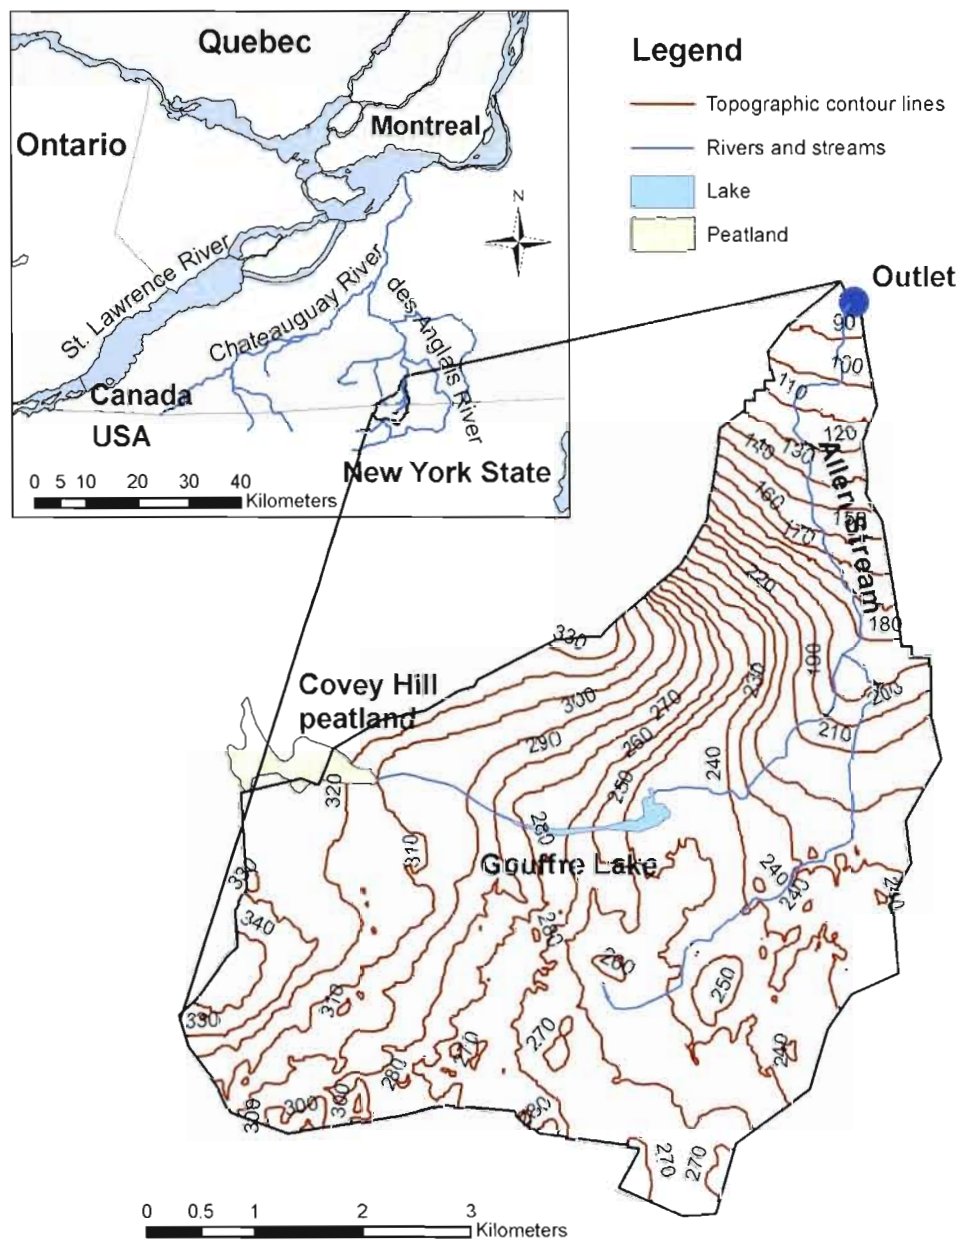 Quebec
Ontario
Montreal
N
St. Lawrence River
Chateauguay River
des Anglais River
Canada
USA
New York State
0 5 10 20 30 40
Kilometers
Legend
Topographic contour lines
Rivers and streams
Lake
Peatland
Outlet
90
100
110
120
140
130
160
150
170
Allen Stream
220
180
330
190
200
230
Covey Hill
peatland
300
270
210
290
260
240
250
320
280
310
Gouffre Lake
330
240
240
340
280
260
250
310
330
270
270
240
280
300
300
300
280
270
270
0 0.5 1 2 3
Kilometers